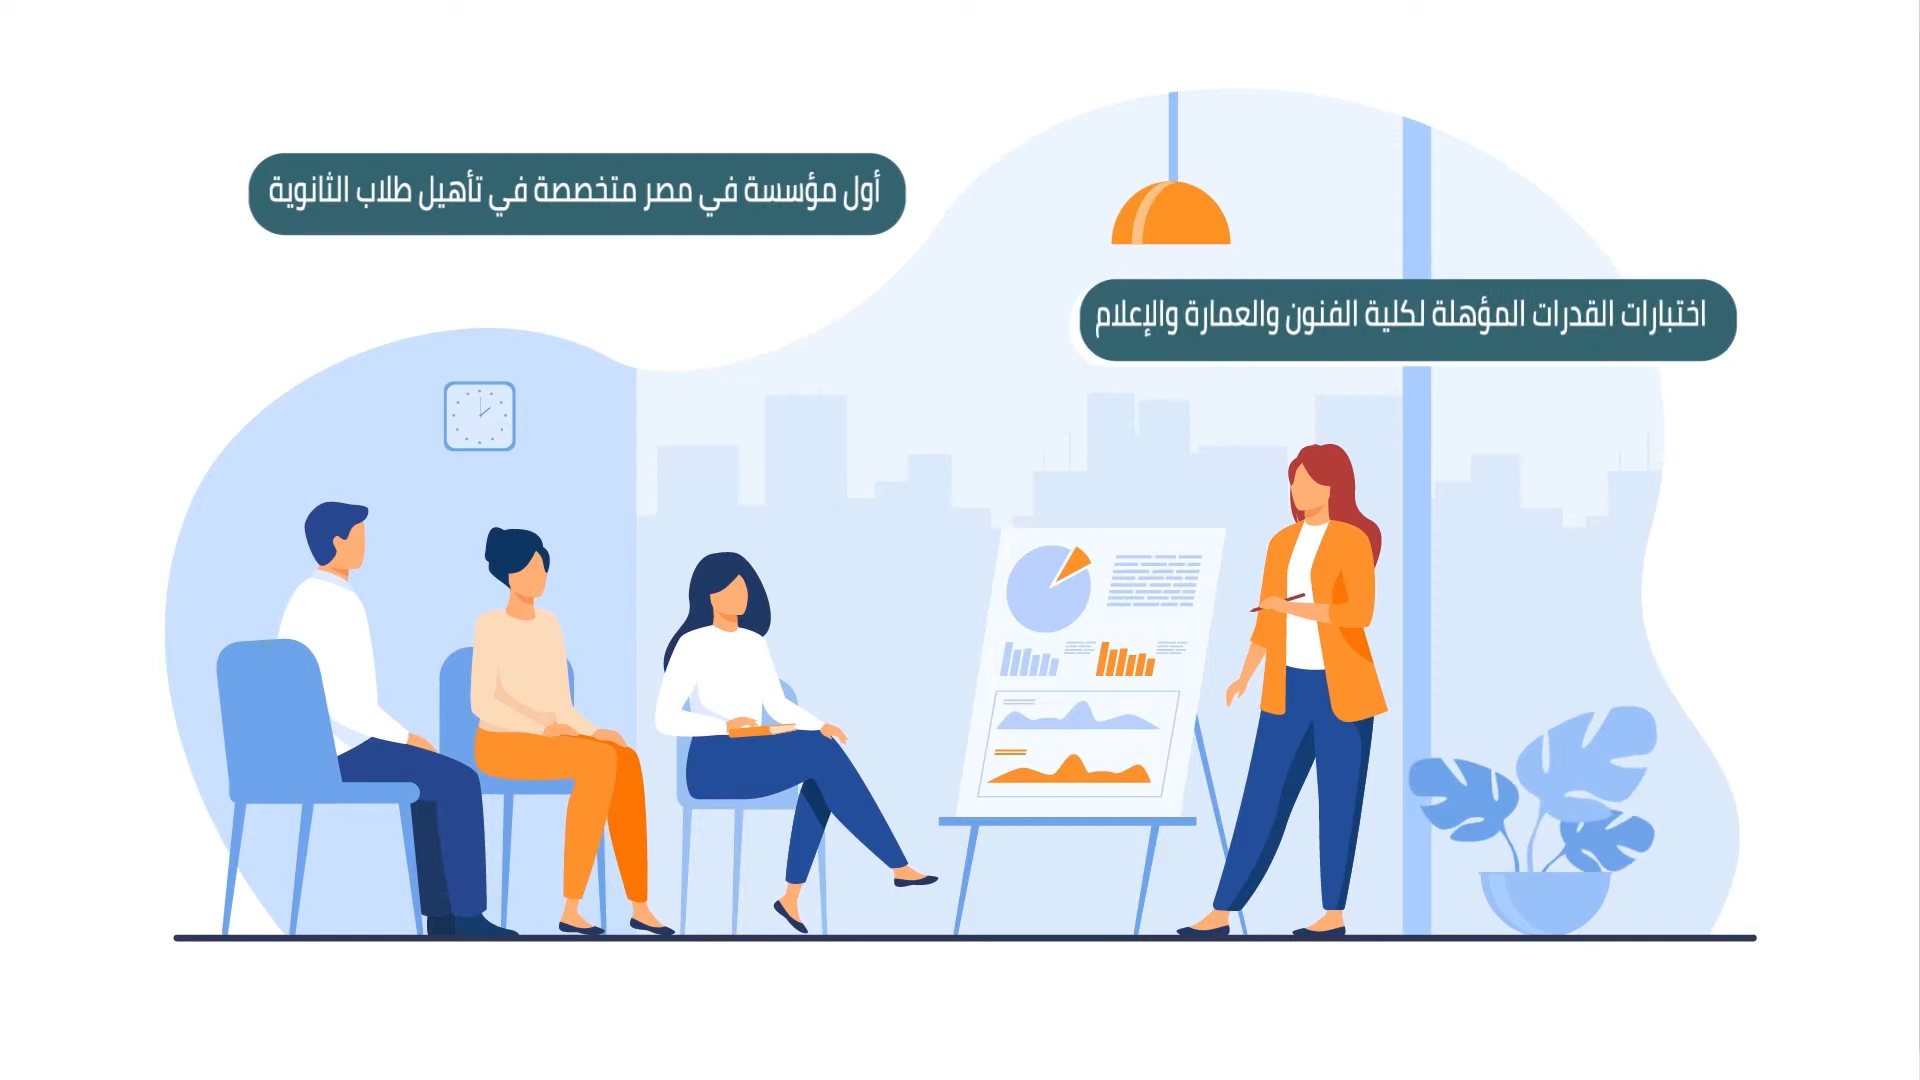 أول مؤسسة في مصر متخصصة في تأهيل طلاب الثانوية
اختبارات القدرات المؤهلة لكلية الفنون والعمارة والإعلام